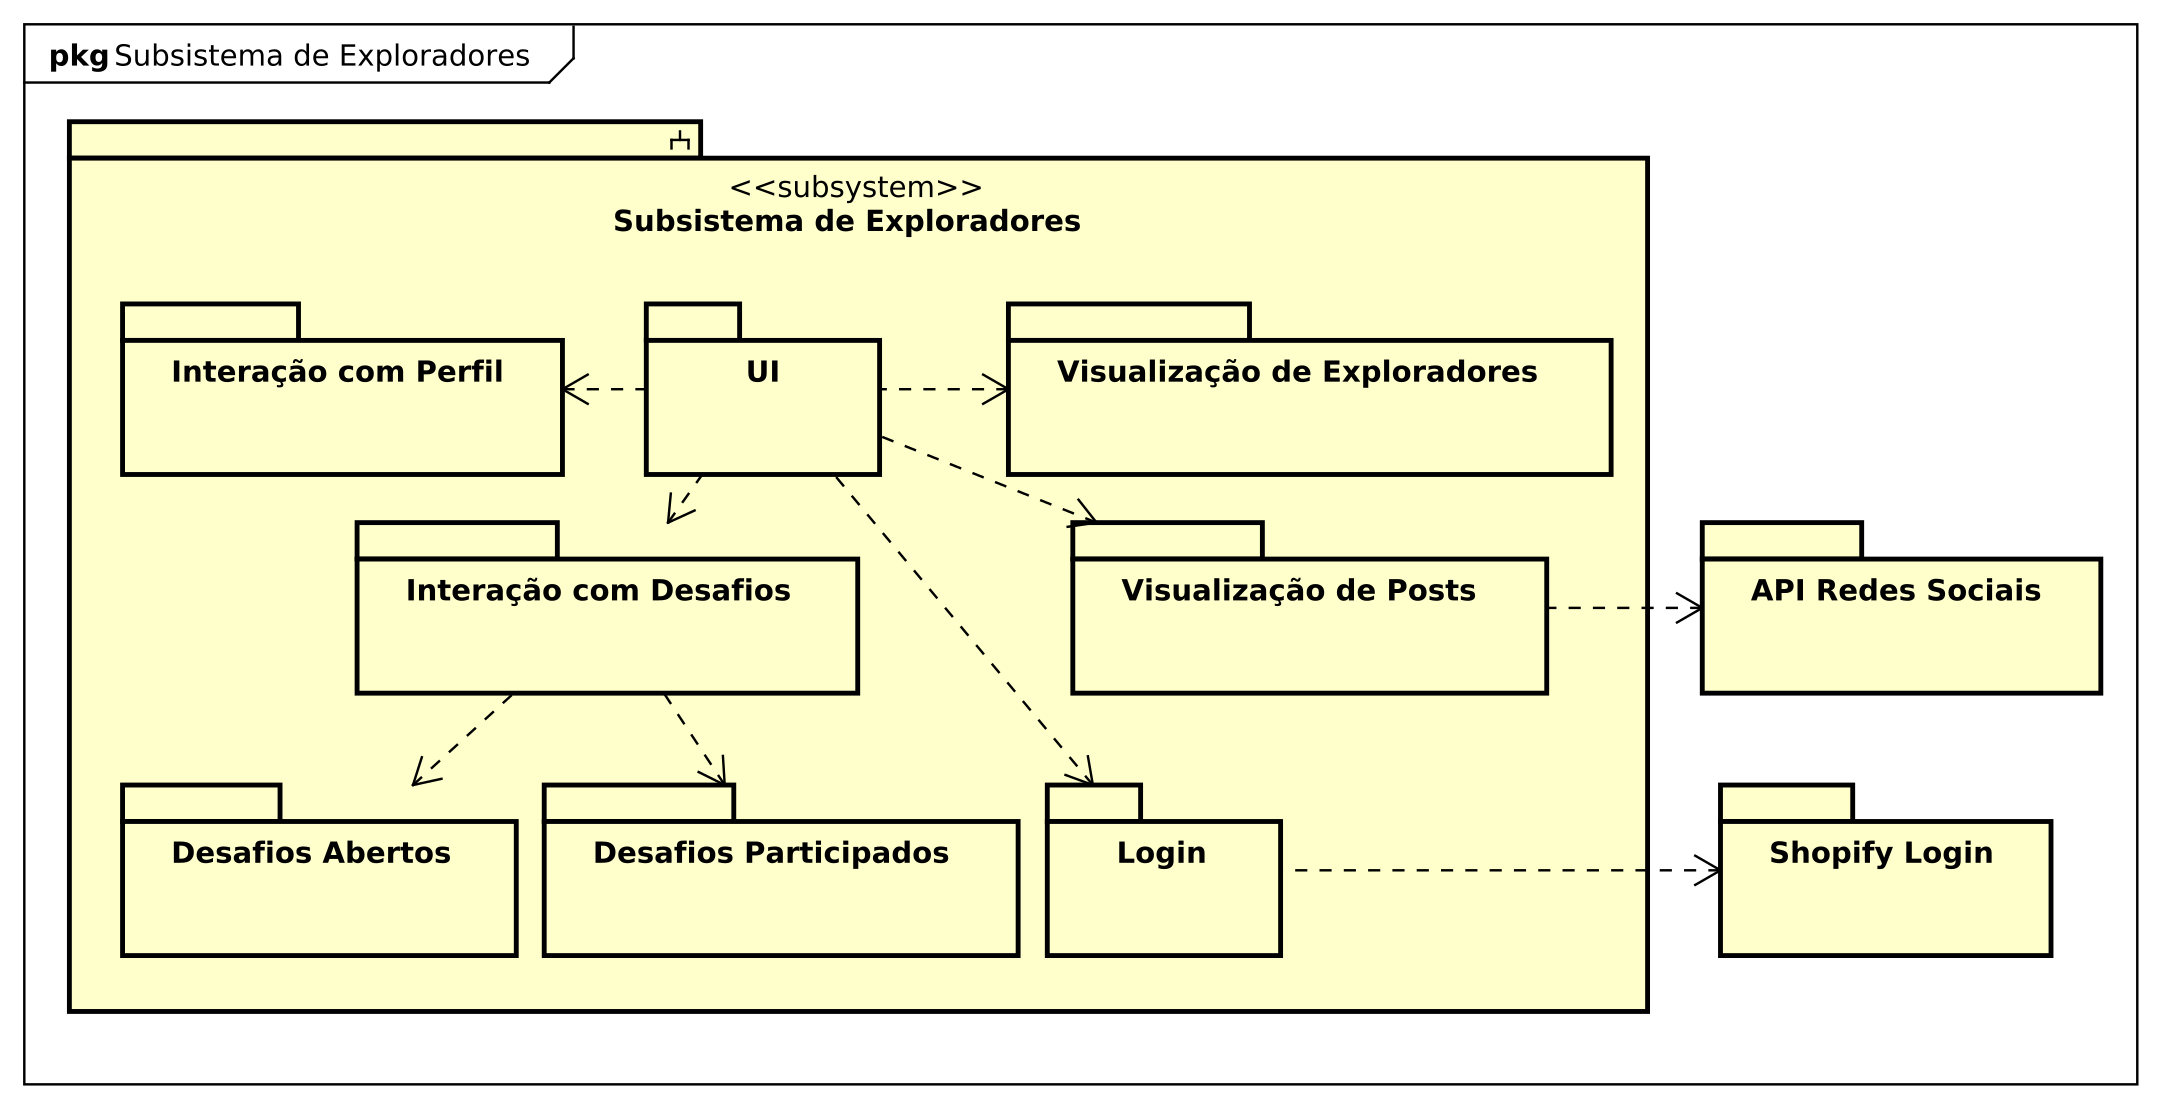 pkg Subsistema de Exploradores
<<subsystem>>
Subsistema de Exploradores
Interação com Perfil
UI
Visualização de Exploradores
Interação com Desafios
Visualização de Posts
API Redes Sociais
Desafios Abertos
Desafios Participados
Login
Shopify Login